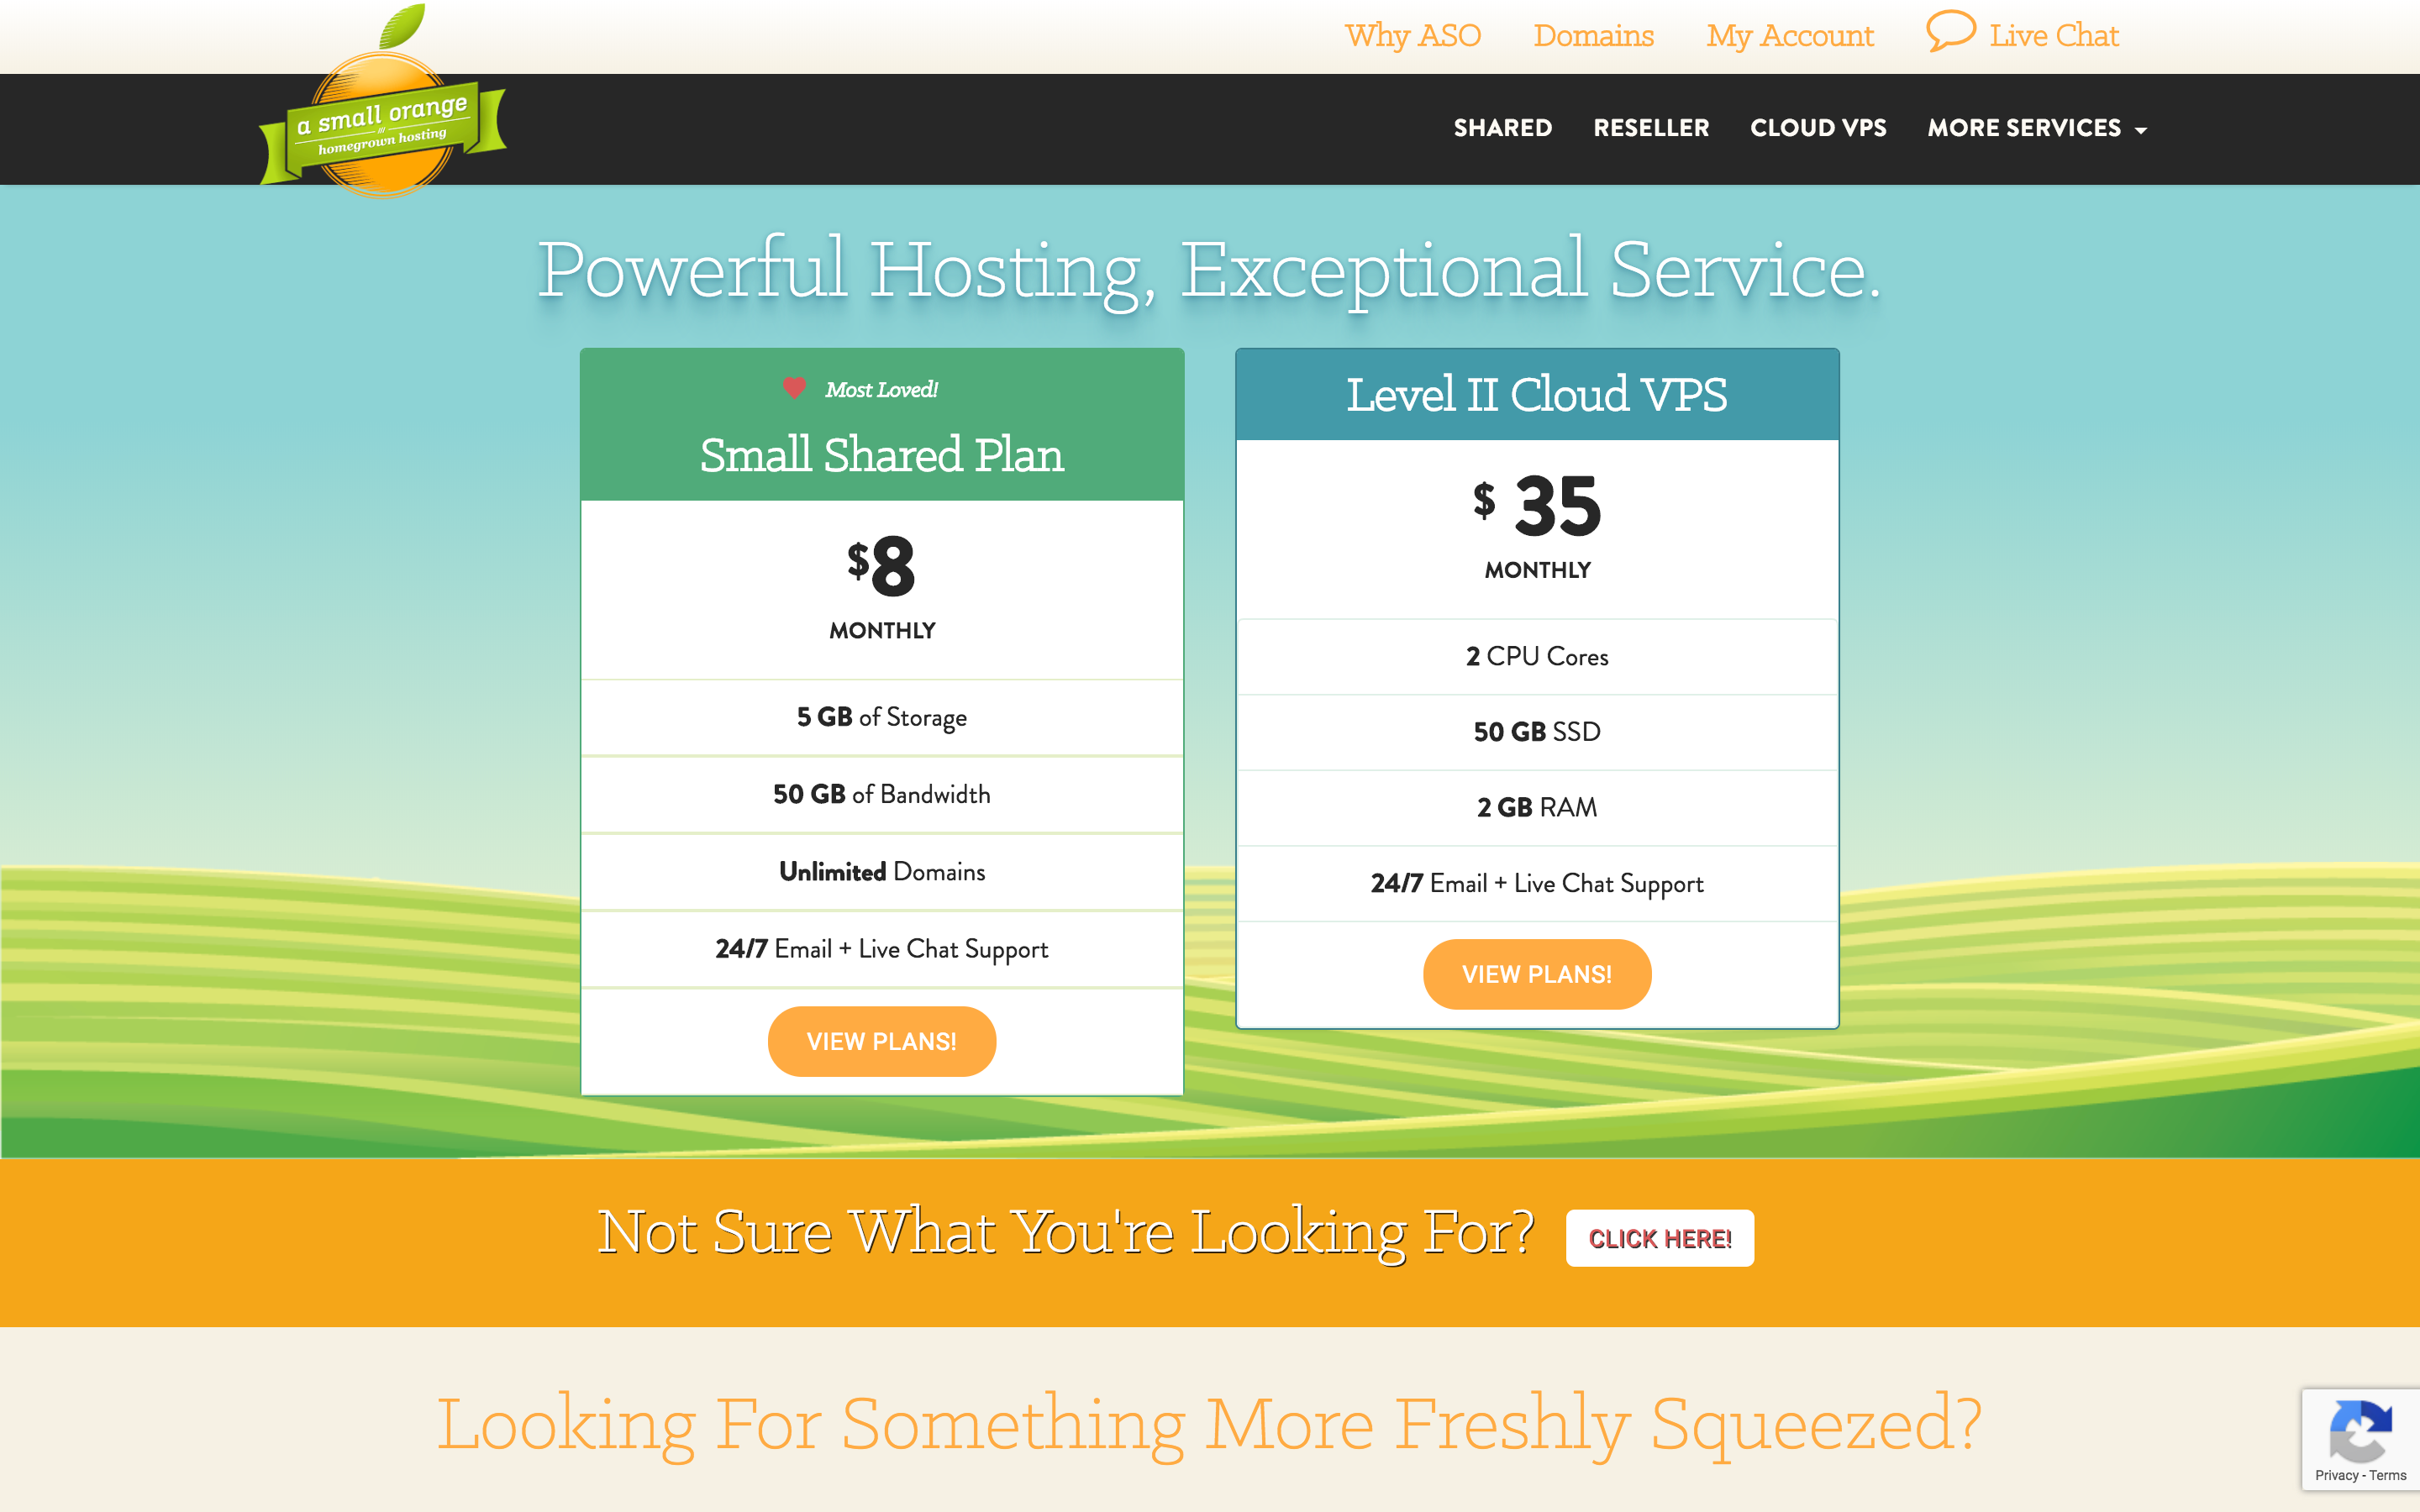 Why ASO Domains My Account Live Chat
a small orange
homegrown hosting
SHARED RESELLER CLOUD VPS MORE SERVICES
Powerful Hosting, Exceptional Service.
Most Loved!
Small Shared Plan
$8
MONTHLY
5 GB of Storage
50 GB of Bandwidth
Unlimited Domains
24/7 Email + Live Chat Support
VIEW PLANS!
Level II Cloud VPS
$ 35
MONTHLY
2 CPU Cores
50 GB SSD
2 GB RAM
24/7 Email + Live Chat Support
VIEW PLANS!
Not Sure What You're Looking For? CLICK HERE!
Looking For Something More Freshly Squeezed?
Privacy - Terms